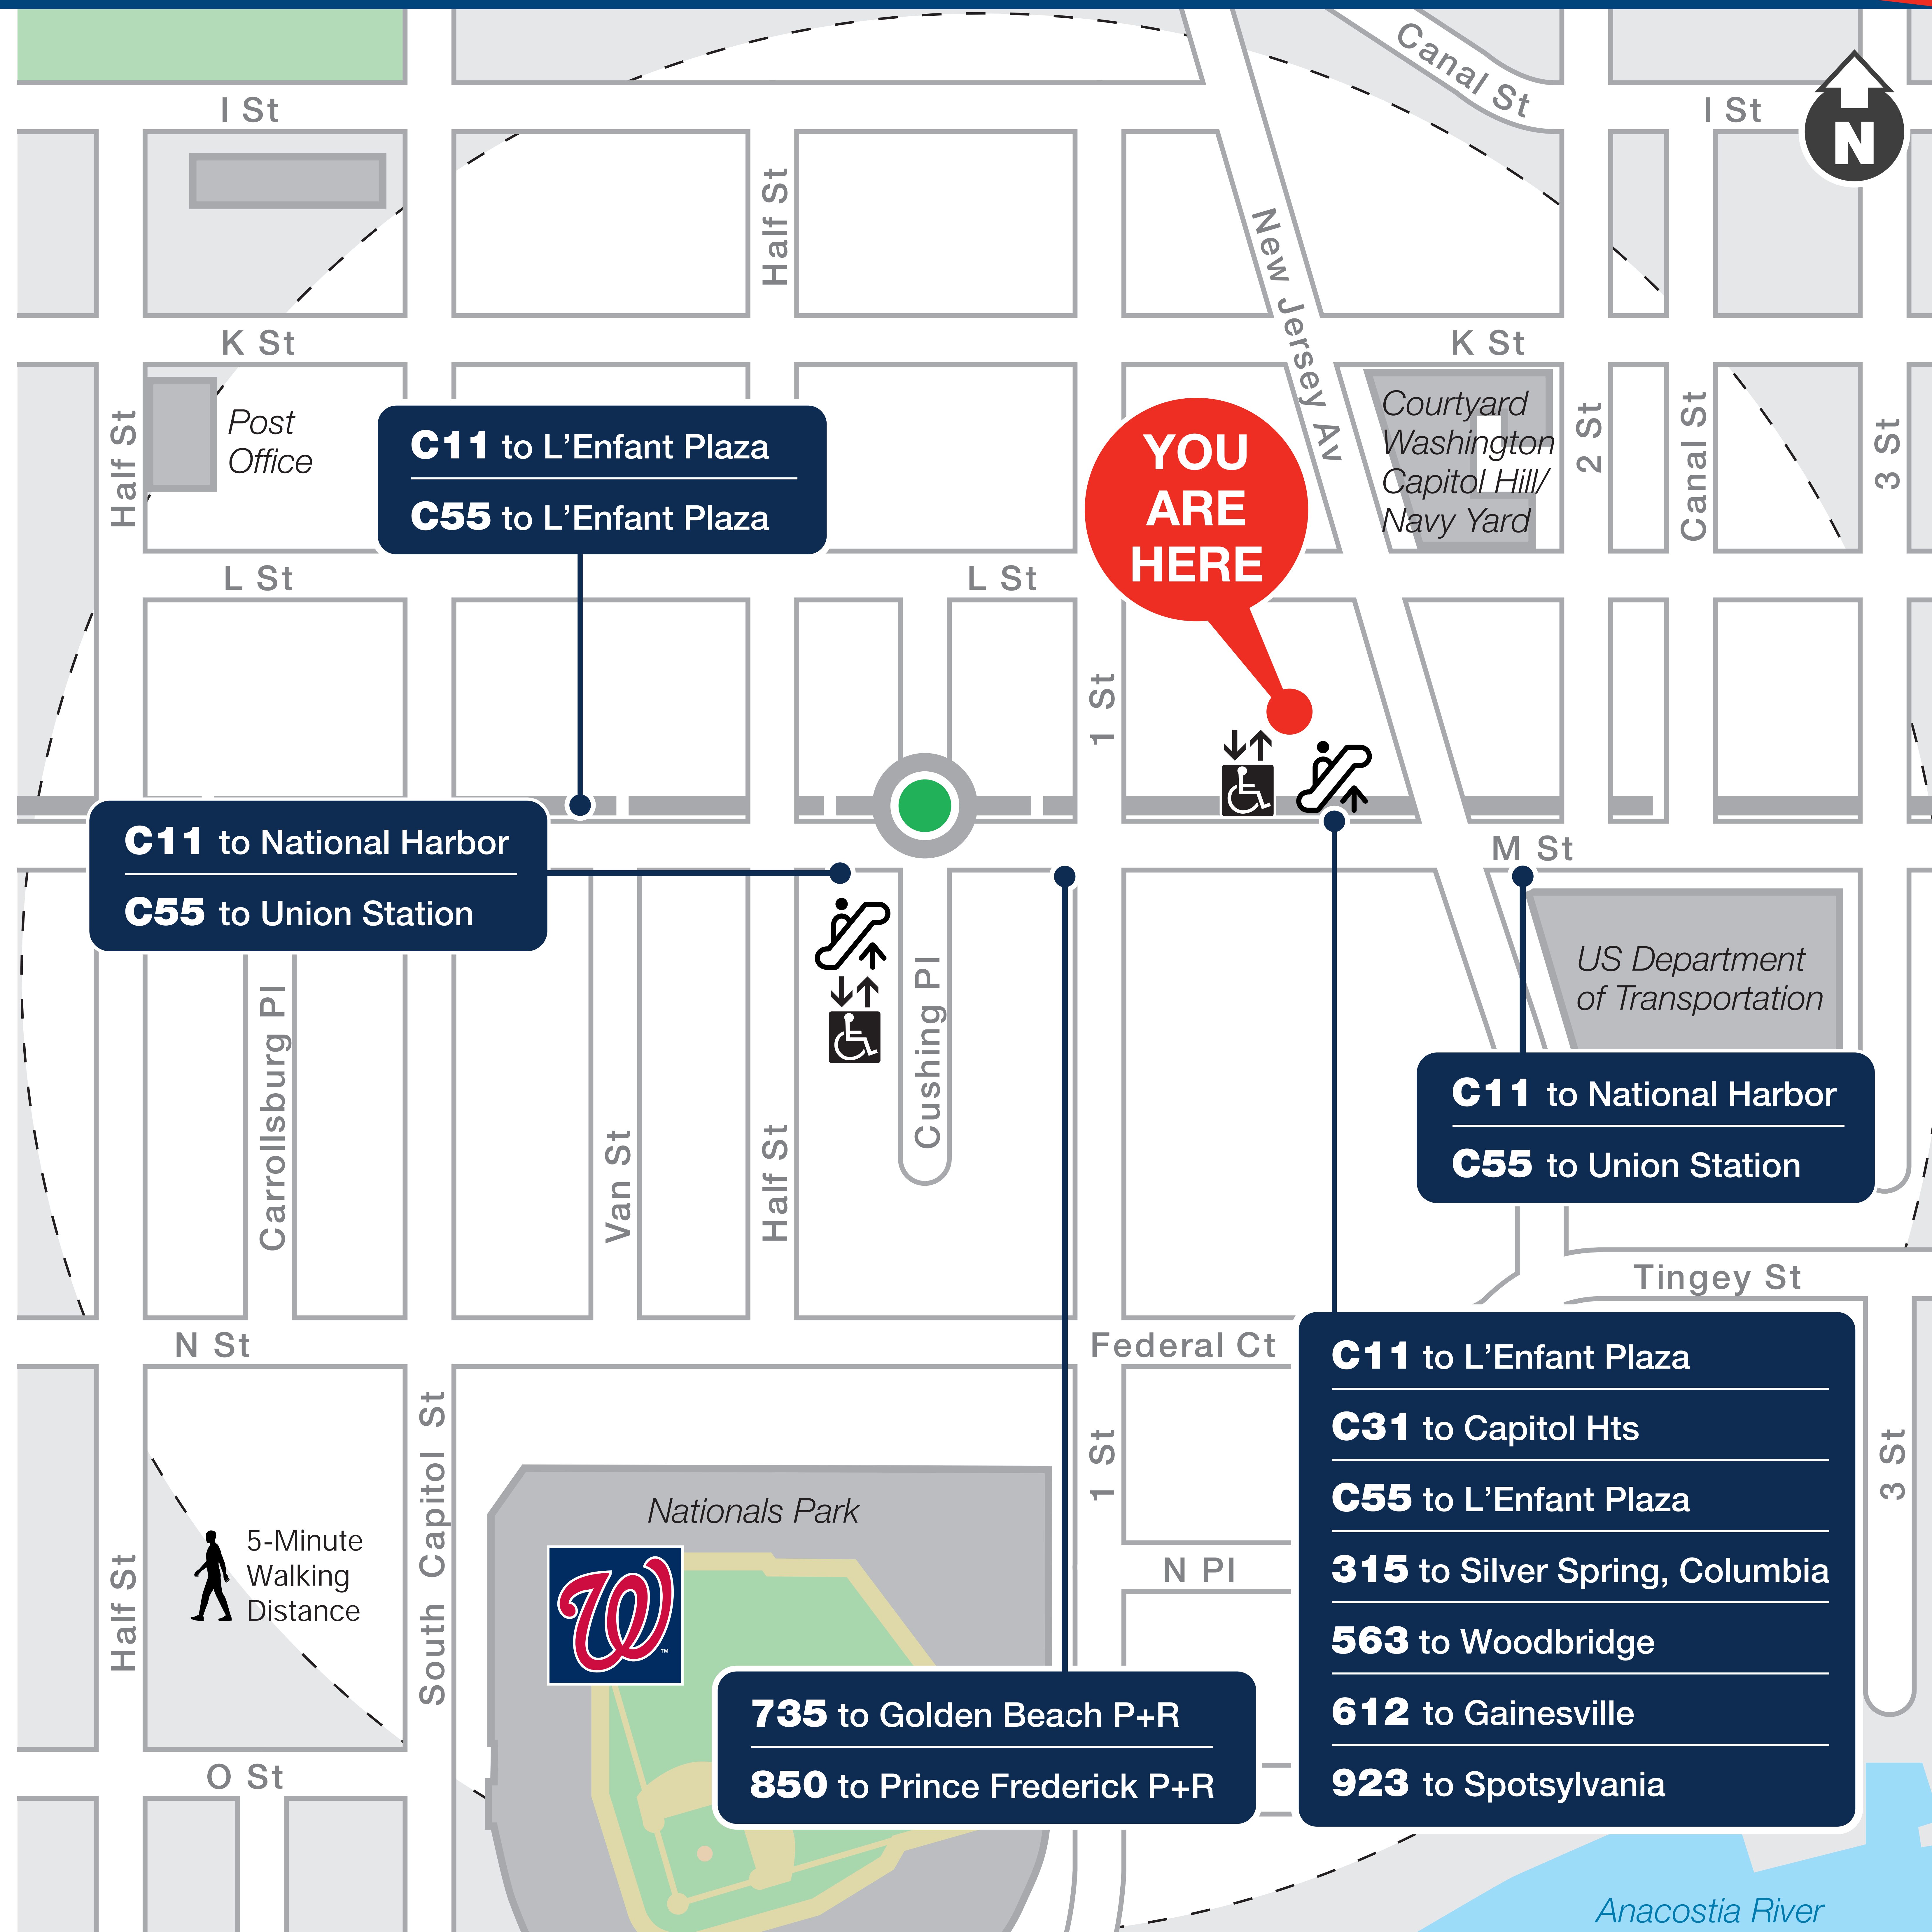 Canal St
I St
I St
N
Half St
New Jersey Av
K St
K St
Half St
Post
Office
C11 to L’Enfant Plaza
C55 to L’Enfant Plaza
YOU
ARE
HERE
Courtyard
Washington
Capitol Hill/
Navy Yard
2 St
Canal St
3 St
L St
L St
1 St
C11 to National Harbor
C55 to Union Station
M St
US Department
of Transportation
Carrollsburg Pl
Van St
Half St
Cushing Pl
C11 to National Harbor
C55 to Union Station
Tingey St
N St
Federal Ct
C11 to L’Enfant Plaza
C31 to Capitol Hts
C55 to L’Enfant Plaza
315 to Silver Spring, Columbia
563 to Woodbridge
612 to Gainesville
923 to Spotsylvania
South Capitol St
1 St
3 St
Nationals Park
W
™
5-Minute
Walking
Distance
Half St
N Pl
735 to Golden Beach P+R
850 to Prince Frederick P+R
O St
Anacostia River